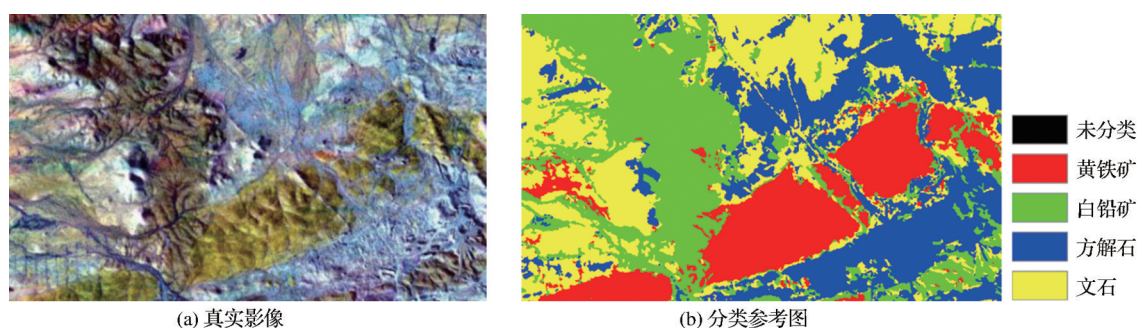 未分类
黄铁矿
白铅矿
方解石
文石
(a) 真实影像
(b) 分类参考图